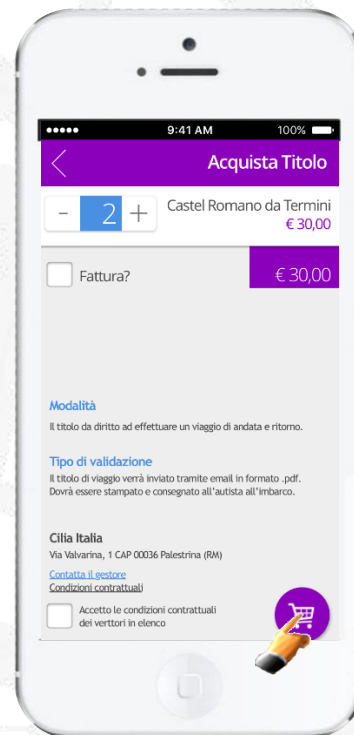 9:41 AM
100%
Acquista Titolo
- 2 +
Castel Romano da Termini
€ 30,00
Fattura?
€ 30,00
Modalità
Il titolo da diritto ad effettuare un viaggio di andata e ritorno.
Tipo di validazione
Il titolo di viaggio verrà inviato tramite email in formato .pdf.
Dovrà essere stampato e consegnato all'autista all'imbarco.
Cilia Italia
Via Valvarina, 1 CAP 00036 Palestrina (RM)
Contatta il gestore
Condizioni contrattuali
Accetto le condizioni contrattuali
dei verttori in elenco